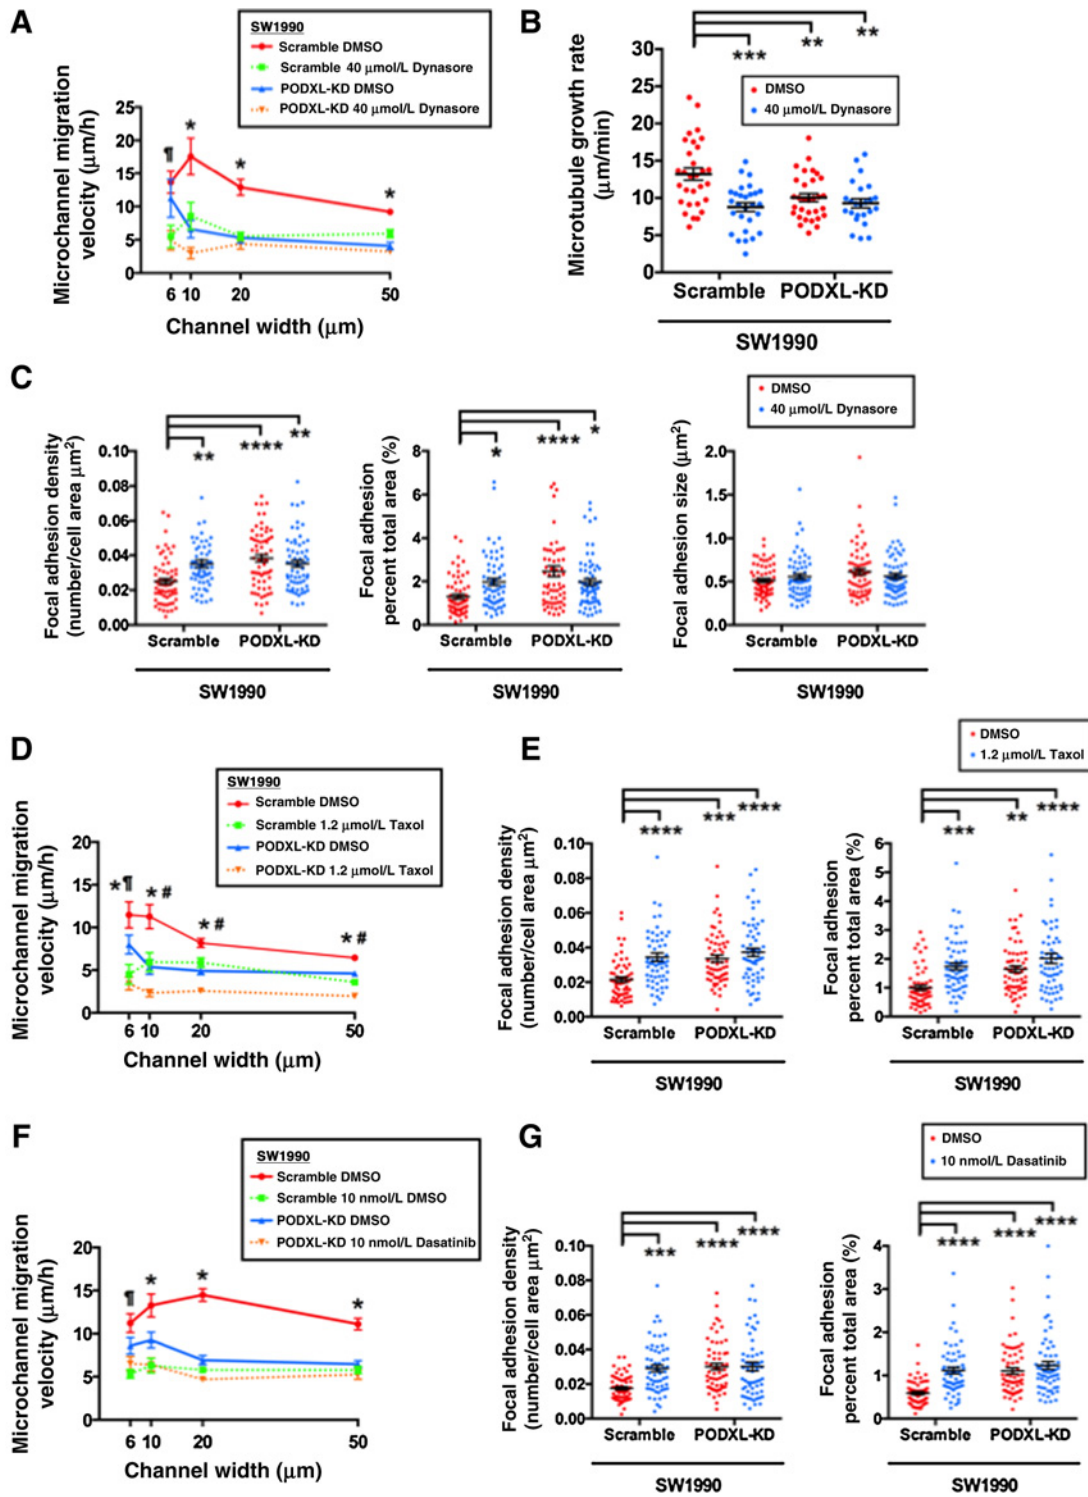 A
SW1990
Scramble DMSO
Scramble 40 μmol/L Dynasore
PODXL-KD DMSO
PODXL-KD 40 μmol/L Dynasore
Microchannel migration
velocity (μm/h)
25
20
15
10
5
0
¶
*
*
*
6 10 20 50
Channel width (μm)
B
*** ** **
DMSO
40 μmol/L Dynasore
Microtubule growth rate
(μm/min)
30
25
20
15
10
5
0
Scramble PODXL-KD
SW1990
C
Focal adhesion density
(number/cell area μm²)
0.10
0.08
0.06
0.04
0.02
0.00
** **** **
Scramble PODXL-KD
SW1990
Focal adhesion
percent total area (%)
8
6
4
2
0
* **** *
Scramble PODXL-KD
SW1990
DMSO
40 μmol/L Dynasore
Focal adhesion size (μm²)
2.0
1.5
1.0
0.5
0.0
Scramble PODXL-KD
SW1990
D
SW1990
Scramble DMSO
Scramble 1.2 μmol/L Taxol
PODXL-KD DMSO
PODXL-KD 1.2 μmol/L Taxol
Microchannel migration
velocity (μm/h)
20
15
10
5
0
*¶ *# *# *#
6 10 20 50
Channel width (μm)
E
DMSO
1.2 μmol/L Taxol
Focal adhesion density
(number/cell area μm²)
0.10
0.08
0.06
0.04
0.02
0.00
**** *** ****
Scramble PODXL-KD
SW1990
Focal adhesion
percent total area (%)
6
5
4
3
2
1
0
*** ** ****
Scramble PODXL-KD
SW1990
F
SW1990
Scramble DMSO
Scramble 10 nmol/L DMSO
PODXL-KD DMSO
PODXL-KD 10 nmol/L Dasatinib
Microchannel migration
velocity (μm/h)
20
15
10
5
0
¶ * * *
6 10 20 50
Channel width (μm)
G
DMSO
10 nmol/L Dasatinib
Focal adhesion density
(number/cell area μm²)
0.10
0.08
0.06
0.04
0.02
0.00
*** **** ****
Scramble PODXL-KD
SW1990
Focal adhesion
percent total area (%)
4
3
2
1
0
**** **** ****
Scramble PODXL-KD
SW1990